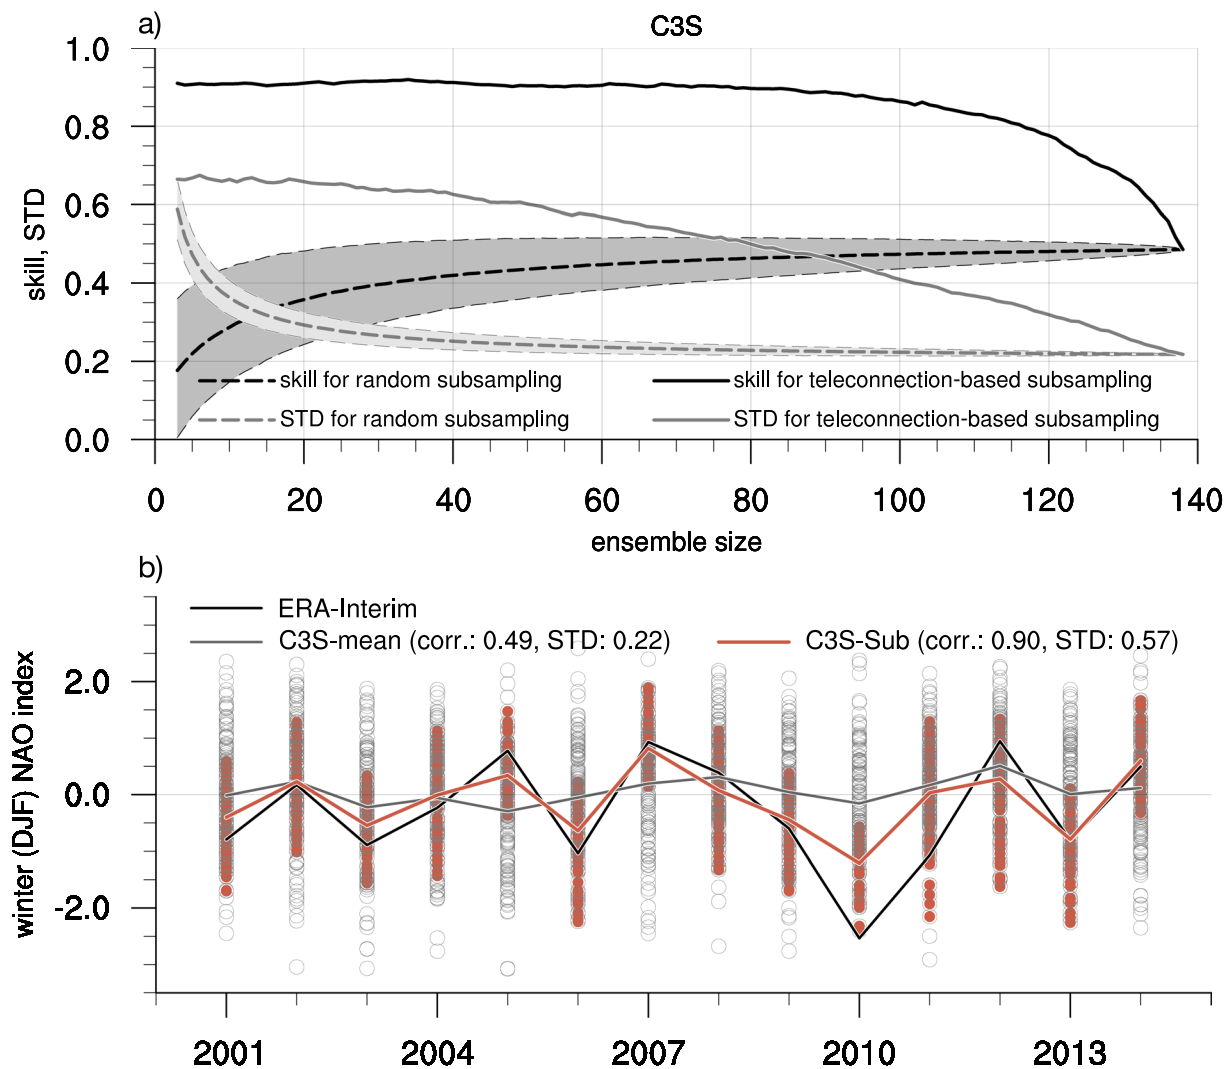 a)
C3S
1.0
0.8
0.6
0.4
0.2
0.0
skill, STD
skill for random subsampling
skill for teleconnection-based subsampling
STD for random subsampling
STD for teleconnection-based subsampling
0 20 40 60 80 100 120 140
ensemble size
b)
ERA-Interim
C3S-mean (corr.: 0.49, STD: 0.22)
C3S-Sub (corr.: 0.90, STD: 0.57)
2.0
0.0
-2.0
winter (DJF) NAO index
2001 2004 2007 2010 2013